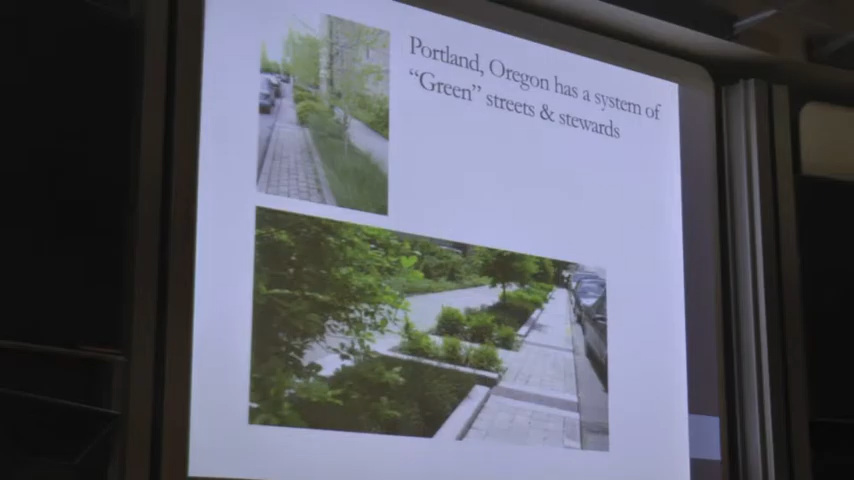 Portland, Oregon has a system of
“Green” streets & stewards